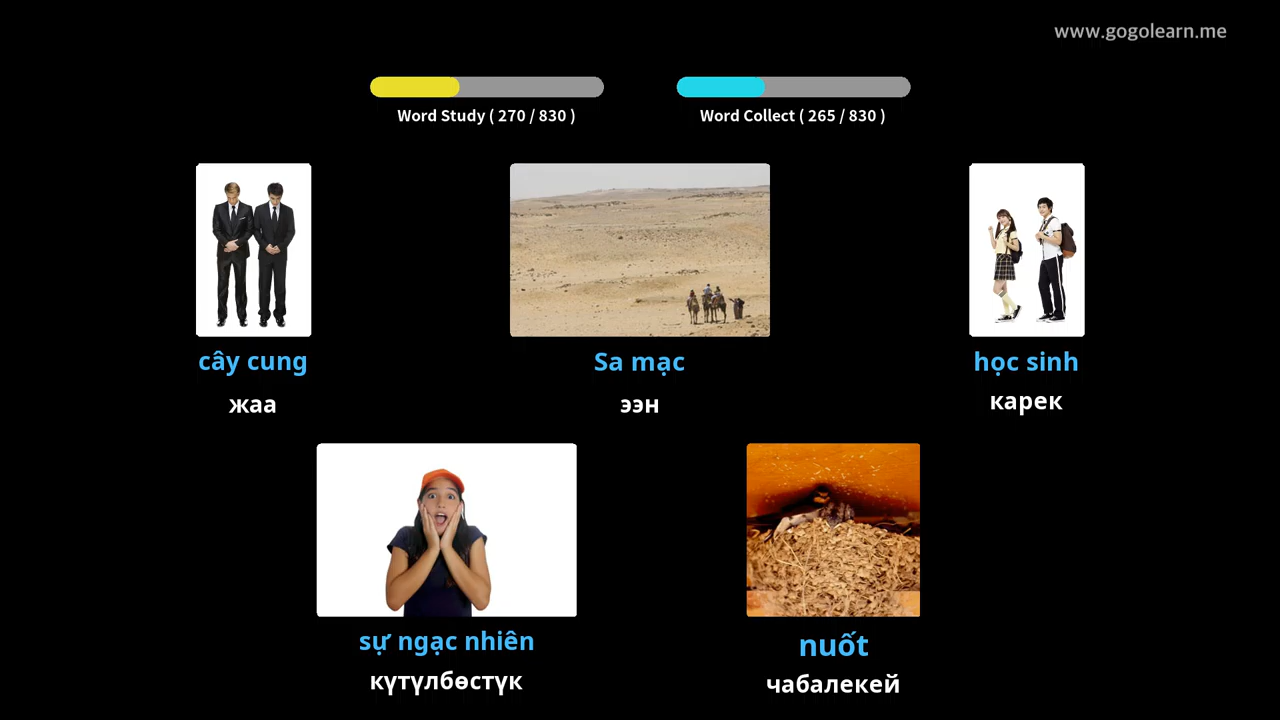 www.gogolearn.me
Word Study ( 270 / 830 )
Word Collect ( 265 / 830 )
cây cung
жаа
Sa mạc
ээн
học sinh
карек
sự ngạc nhiên
күтүлбөстүк
nuốt
чабалекей